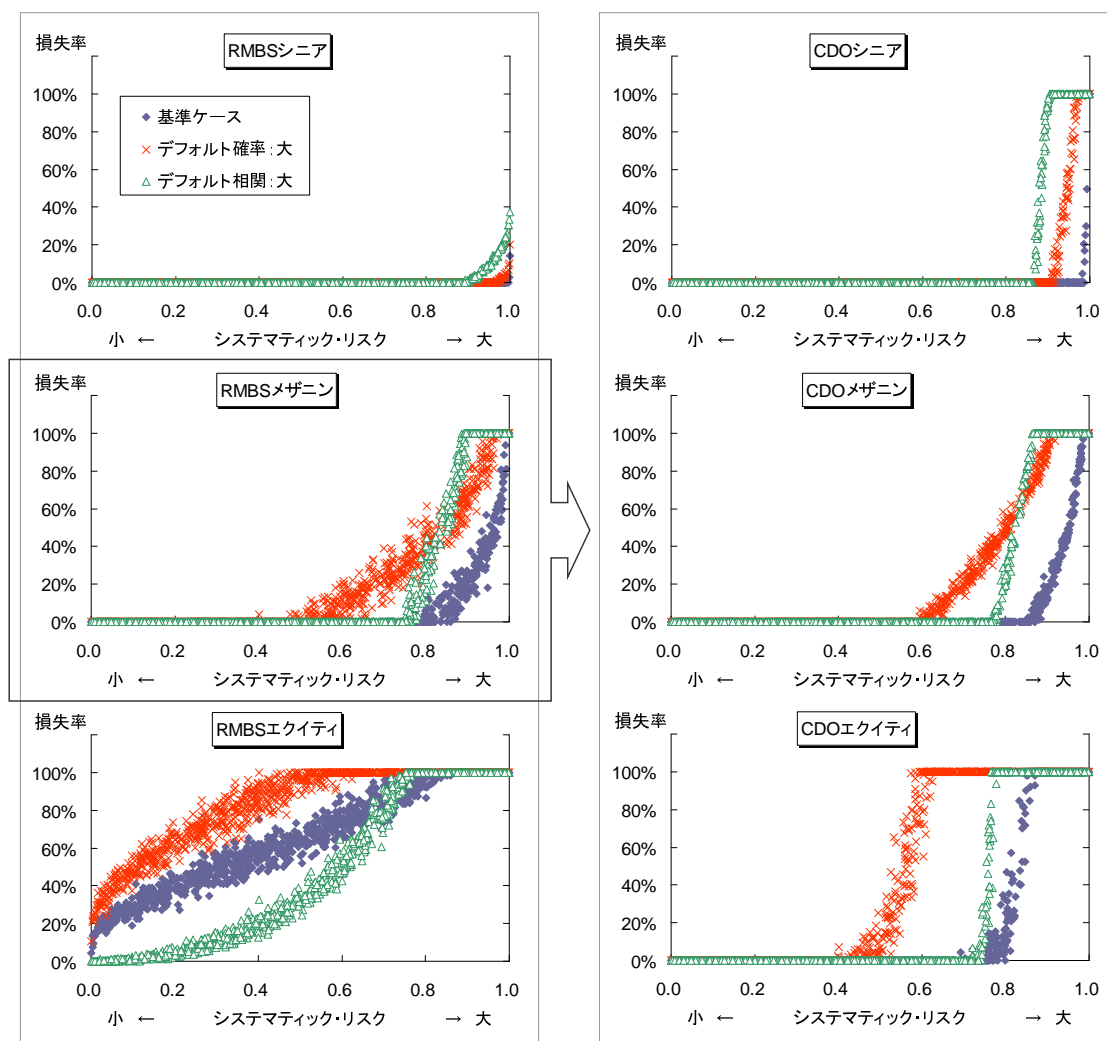 損失率
RMBSシニア
100%
80%
60%
40%
20%
0%
基準ケース
デフォルト確率：大
デフォルト相関：大
0.0 0.2 0.4 0.6 0.8 1.0
小 ← システマティック・リスク → 大
損失率
CDOシニア
100%
80%
60%
40%
20%
0%
0.0 0.2 0.4 0.6 0.8 1.0
小 ← システマティック・リスク → 大
損失率
RMBSメザニン
100%
80%
60%
40%
20%
0%
0.0 0.2 0.4 0.6 0.8 1.0
小 ← システマティック・リスク → 大
損失率
CDOメザニン
100%
80%
60%
40%
20%
0%
0.0 0.2 0.4 0.6 0.8 1.0
小 ← システマティック・リスク → 大
損失率
RMBSエクイティ
100%
80%
60%
40%
20%
0%
0.0 0.2 0.4 0.6 0.8 1.0
小 ← システマティック・リスク → 大
損失率
CDOエクイティ
100%
80%
60%
40%
20%
0%
0.0 0.2 0.4 0.6 0.8 1.0
小 ← システマティック・リスク → 大